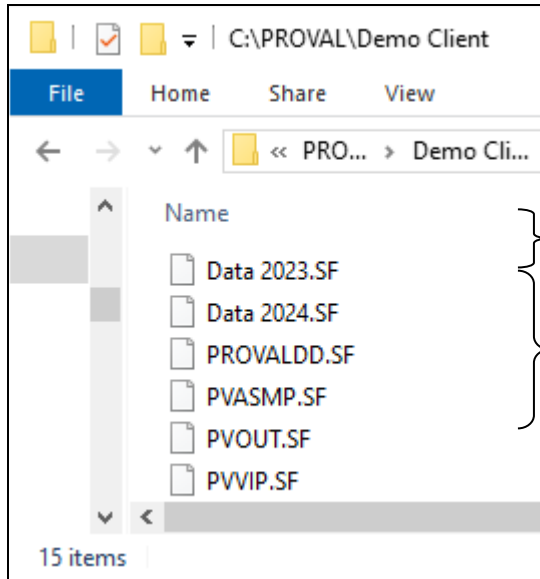 C:\PROVAL\Demo Client
File Home Share View
« PRO... › Demo Cli...
Name
Data 2023.SF
Data 2024.SF
PROVALDD.SF
PVASMP.SF
PVOUT.SF
PVVIP.SF
15 items